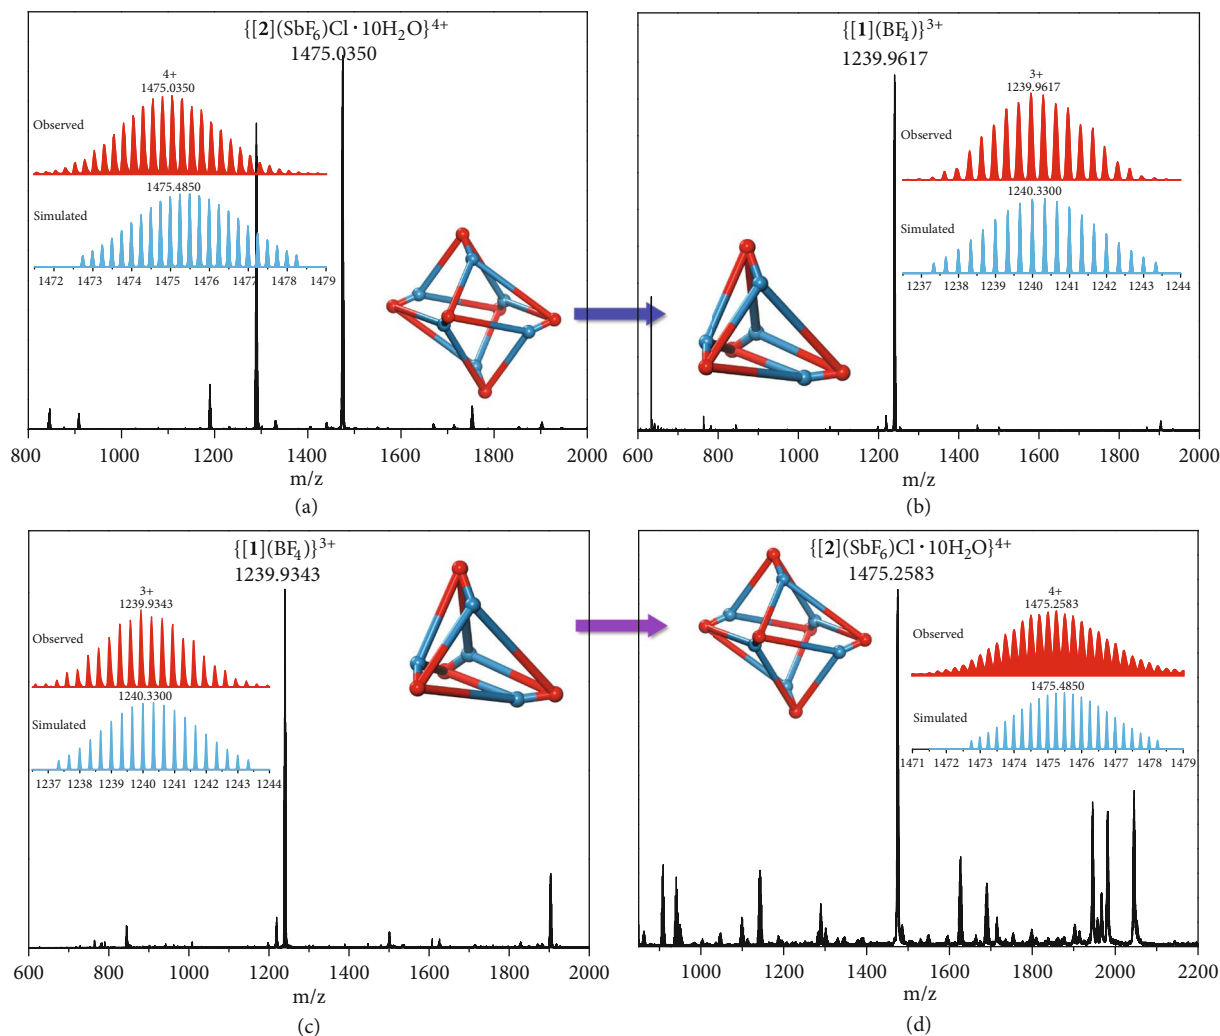 {[2](SbF₆)Cl · 10H₂O}⁴⁺
1475.0350
4+
1475.0350
Observed
1475.4850
Simulated
1472 1473 1474 1475 1476 1477 1478 1479
800 1000 1200 1400 1600 1800 2000
m/z
(a)
{[1](BF₄)}³⁺
1239.9617
3+
1239.9617
Observed
1240.3300
Simulated
1237 1238 1239 1240 1241 1242 1243 1244
600 800 1000 1200 1400 1600 1800 2000
m/z
(b)
{[1](BF₄)}³⁺
1239.9343
3+
1239.9343
Observed
1240.3300
Simulated
1237 1238 1239 1240 1241 1242 1243 1244
600 800 1000 1200 1400 1600 1800 2000
m/z
(c)
{[2](SbF₆)Cl · 10H₂O}⁴⁺
1475.2583
4+
1475.2583
Observed
1475.4850
Simulated
1471 1472 1473 1474 1475 1476 1477 1478 1479
1000 1200 1400 1600 1800 2000 2200
m/z
(d)